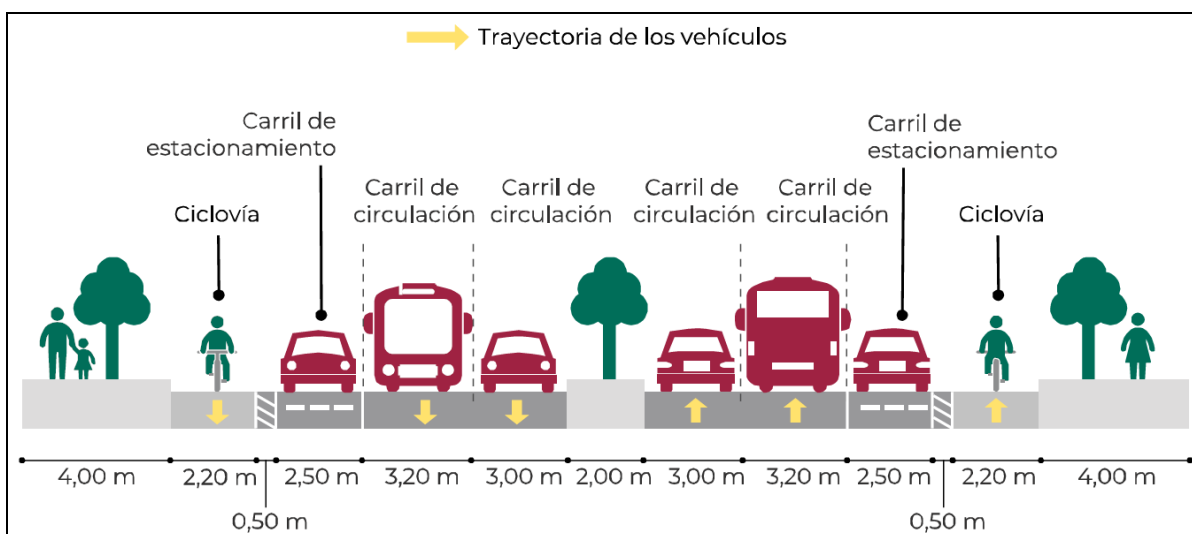 Trayectoria de los vehículos
Carril de
estacionamiento
Carril de
estacionamiento
Carril de
circulación
Carril de
circulación
Carril de
circulación
Carril de
circulación
Ciclovía
Ciclovía
4,00 m
2,20 m
2,50 m
3,20 m
3,00 m
2,00 m
3,00 m
3,20 m
2,50 m
2,20 m
4,00 m
0,50 m
0,50 m